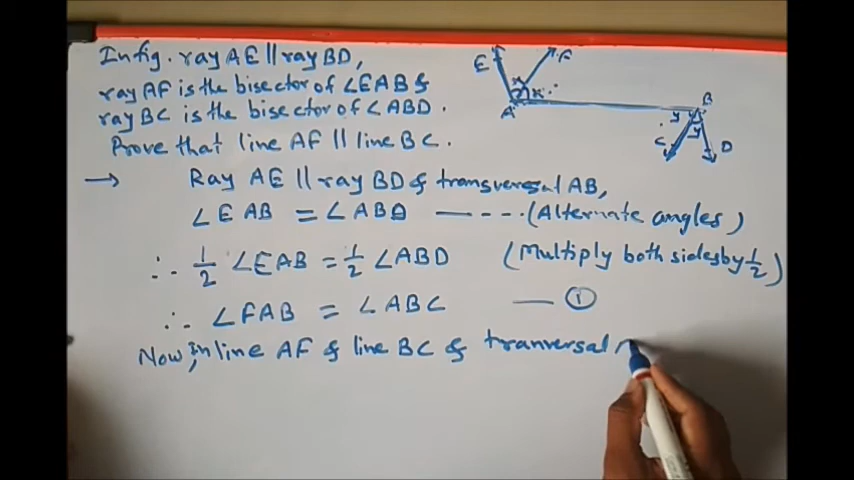 In fig. ray AE || ray BD,
ray AF is the bisector of ∠EAB &
ray BC is the bisector of ∠ABD.
Prove that line AF || line BC.
E F x x A B y y C D
→ Ray AE || ray BD & transversal AB,
∠EAB = ∠ABD ---- (Alternate angles)
∴ 1/2 ∠EAB = 1/2 ∠ABD (Multiply both sides by 1/2)
∴ ∠FAB = ∠ABC — ①
Now, in line AF & line BC & tranversal